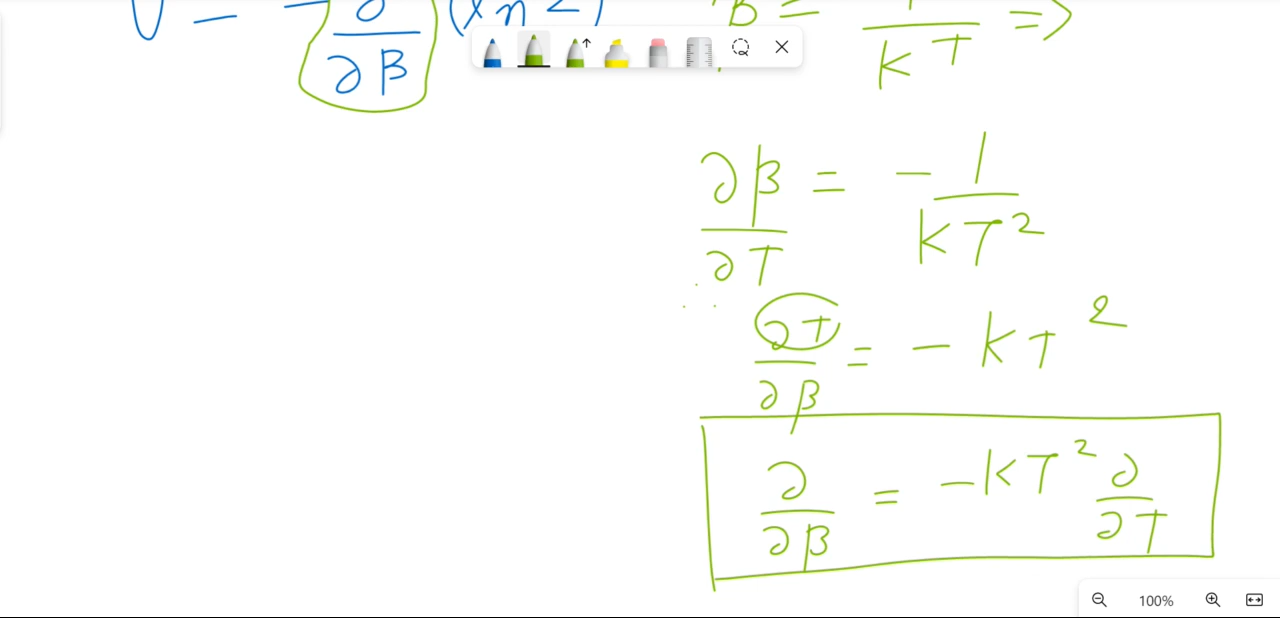 U = - ∂/∂β (ln Z)
β = 1/KT ⇒
∂β/∂T = - 1/KT²
∴ ∂T/∂β = - KT²
∂/∂β = -KT² ∂/∂T
100%